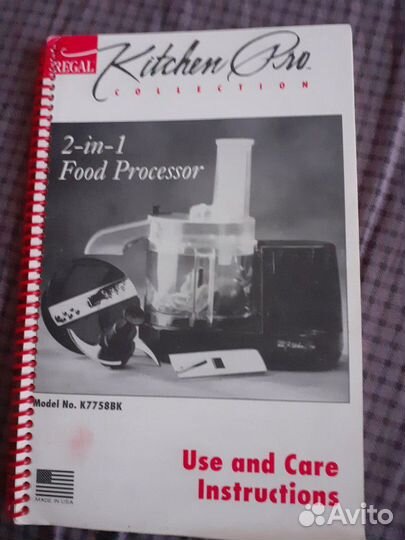 REGAL
Kitchen Pro
COLLECTION
2-in-1
Food Processor
Model No. K7758BK
Use and Care
Instructions
MADE IN USA
Avito